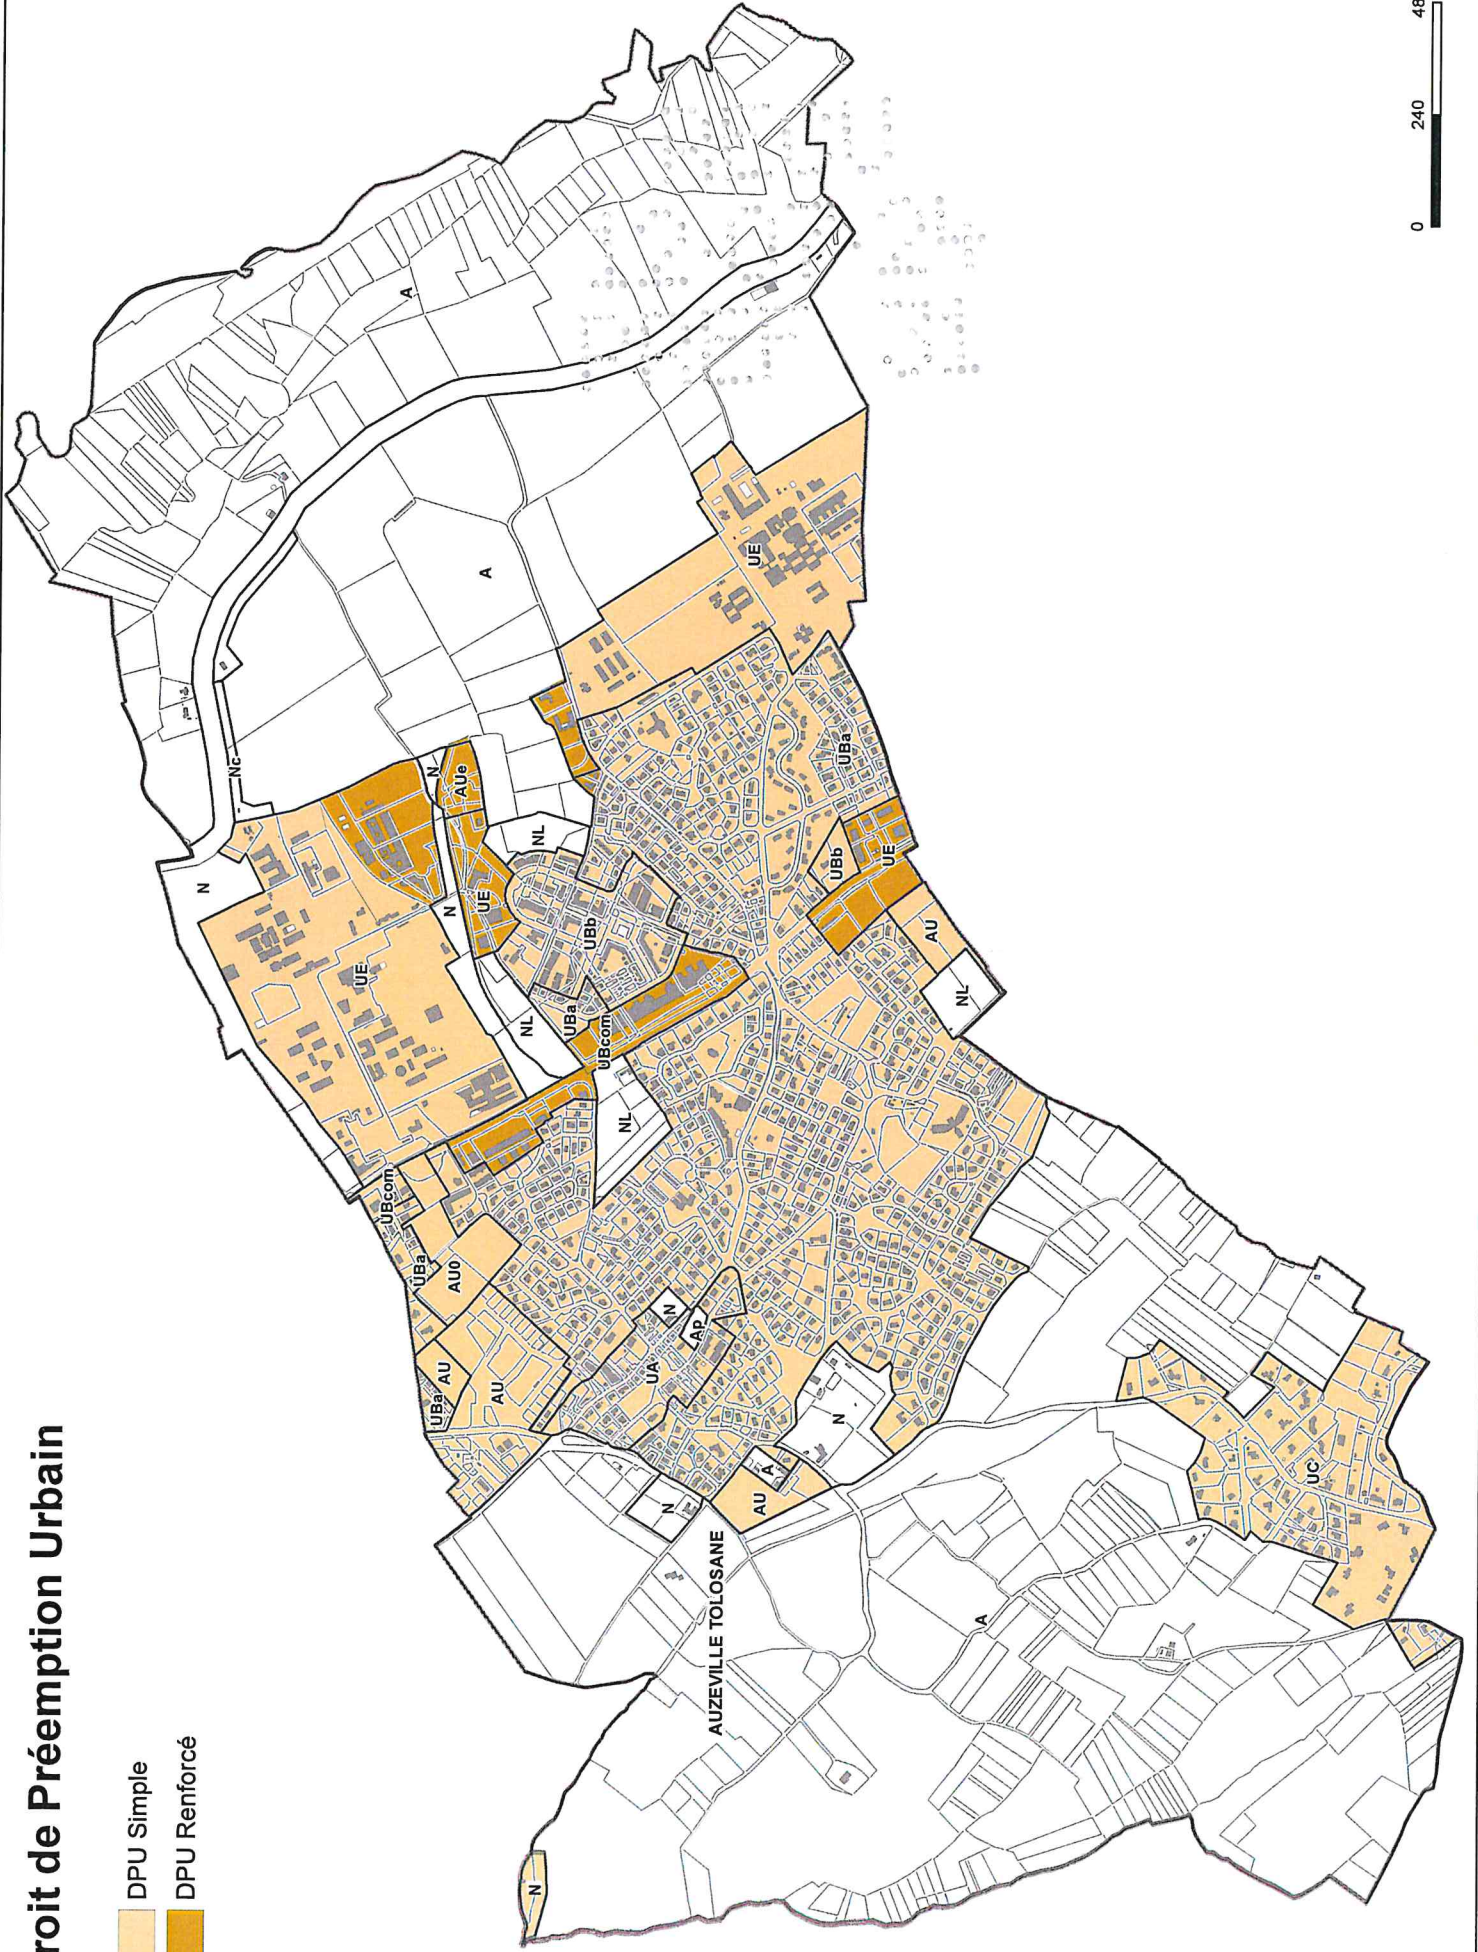 roit de Préemption Urbain
DPU Simple
DPU Renforcé
N
AUZEVILLE TOLOSANE
A
UC
N
AU
A
N
UBa
AU
AU
UA
Ap
N
UBa
AU0
UBcom
NL
UBcom
UBa
NL
NL
AU
UE
N
UE
N
UBb
UE
UBb
NL
UBa
AUe
N
Nc
UE
A
A
0
240
48